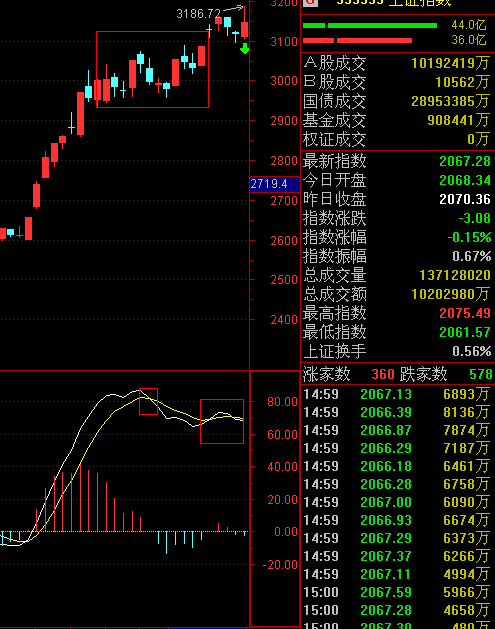 3186.72
3200
3100
3000
2900
2800
2719.4
2700
2600
2500
2400
80.00
60.00
40.00
20.00
0.00
-20.00
上证指数
44.0亿
36.0亿
A股成交 10192419万
B股成交 10562万
国债成交 28953385万
基金成交 908441万
权证成交 0万
最新指数 2067.28
今日开盘 2068.34
昨日收盘 2070.36
指数涨跌 -3.08
指数涨幅 -0.15%
指数振幅 0.67%
总成交量 137128020
总成交额 10202980万
最高指数 2075.49
最低指数 2061.57
上证换手 0.56%
涨家数 360 跌家数 578
14:59 2067.13 6893万
14:59 2066.39 8136万
14:59 2066.87 7874万
14:59 2066.29 7187万
14:59 2066.18 6461万
14:59 2066.28 6758万
14:59 2067.00 6090万
14:59 2066.93 6674万
14:59 2067.29 6373万
14:59 2067.37 6266万
14:59 2067.11 4994万
15:00 2067.59 5966万
15:00 2067.28 4658万
15:00 2067.30 480万